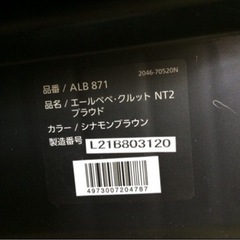 2046-70520N
品番 / ALB 871
品名 / エールベベ・クルット NT2
プラウド
カラー / シナモンブラウン
製造番号 L21B803120
4973007204787